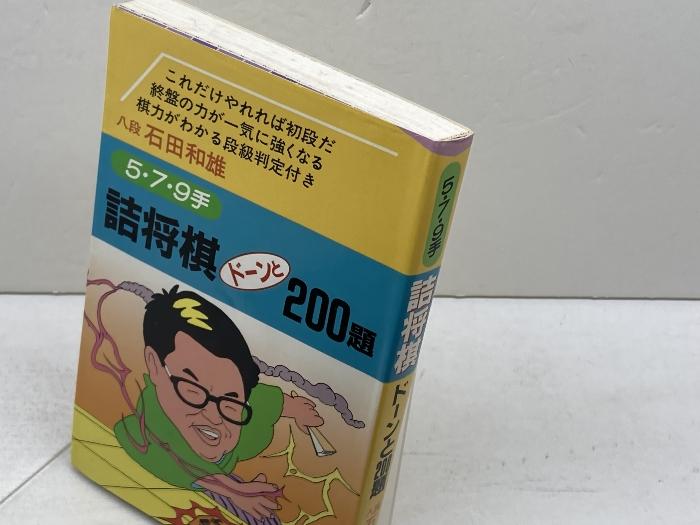 これだけやれれば初段だ
終盤の力が一気に強くなる
棋力がわかる段級判定付き
八段 石田和雄
5・7・9手
詰将棋
ドーンと
200題
5・7・9手
詰将棋
ドーンと200題